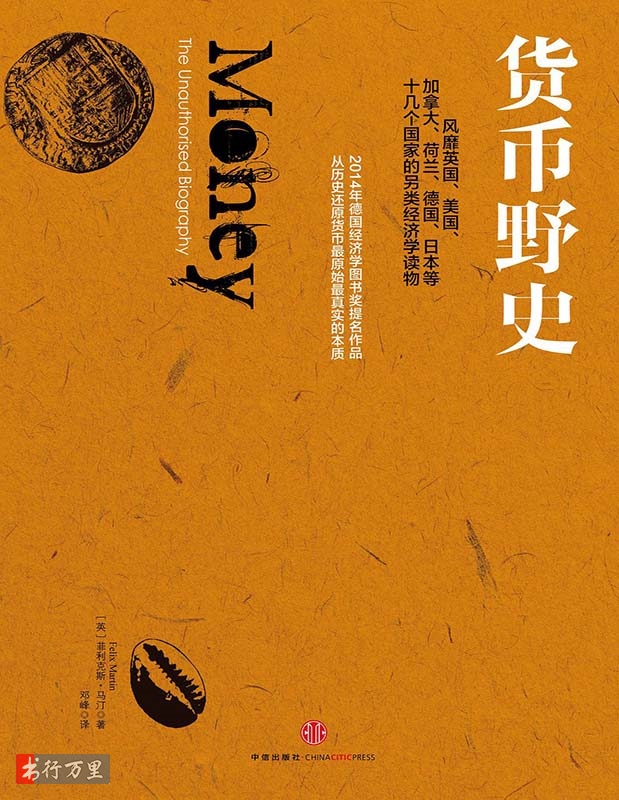 货币野史
风靡英国、美国、
加拿大、荷兰、德国、日本等
十几个国家的另类经济学读物
2014年德国经济学图书奖提名作品
从历史还原货币最原始最真实的本质
Money
The Unauthorised Biography
Felix Martin
［英］菲利克斯·马汀◎著
邓峰◎译
中信出版社·CHINACITICPRESS
书行万里